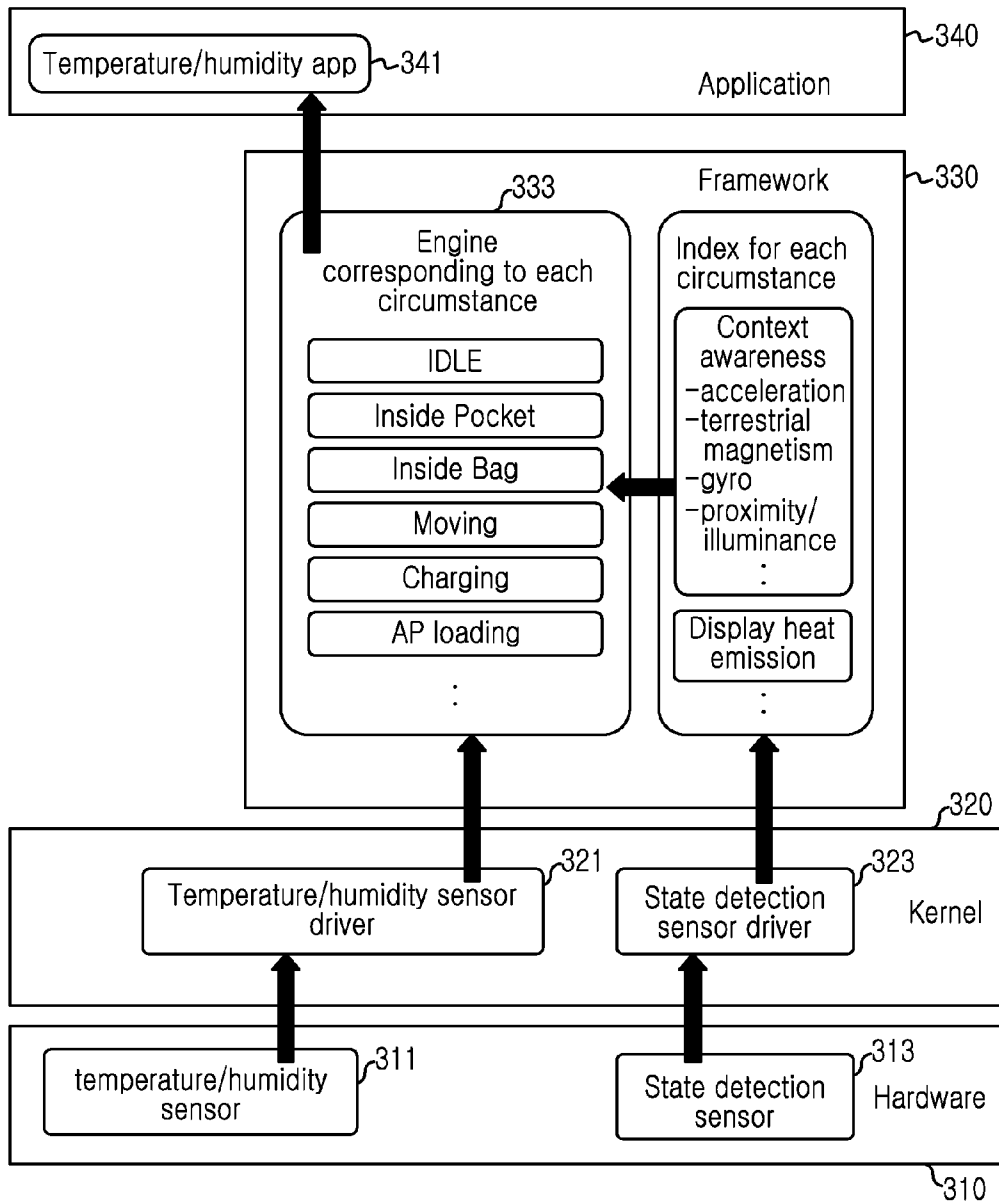 340
Temperature/humidity app
341
Application
330
Framework
333
Engine
corresponding to each
circumstance
IDLE
Inside Pocket
Inside Bag
Moving
Charging
AP loading
:
Index for each
circumstance
Context
awareness
-acceleration
-terrestrial
magnetism
-gyro
-proximity/
illuminance
:
Display heat
emission
:
320
321
Temperature/humidity sensor
driver
323
State detection
sensor driver
Kernel
311
temperature/humidity
sensor
313
State detection
sensor
Hardware
310